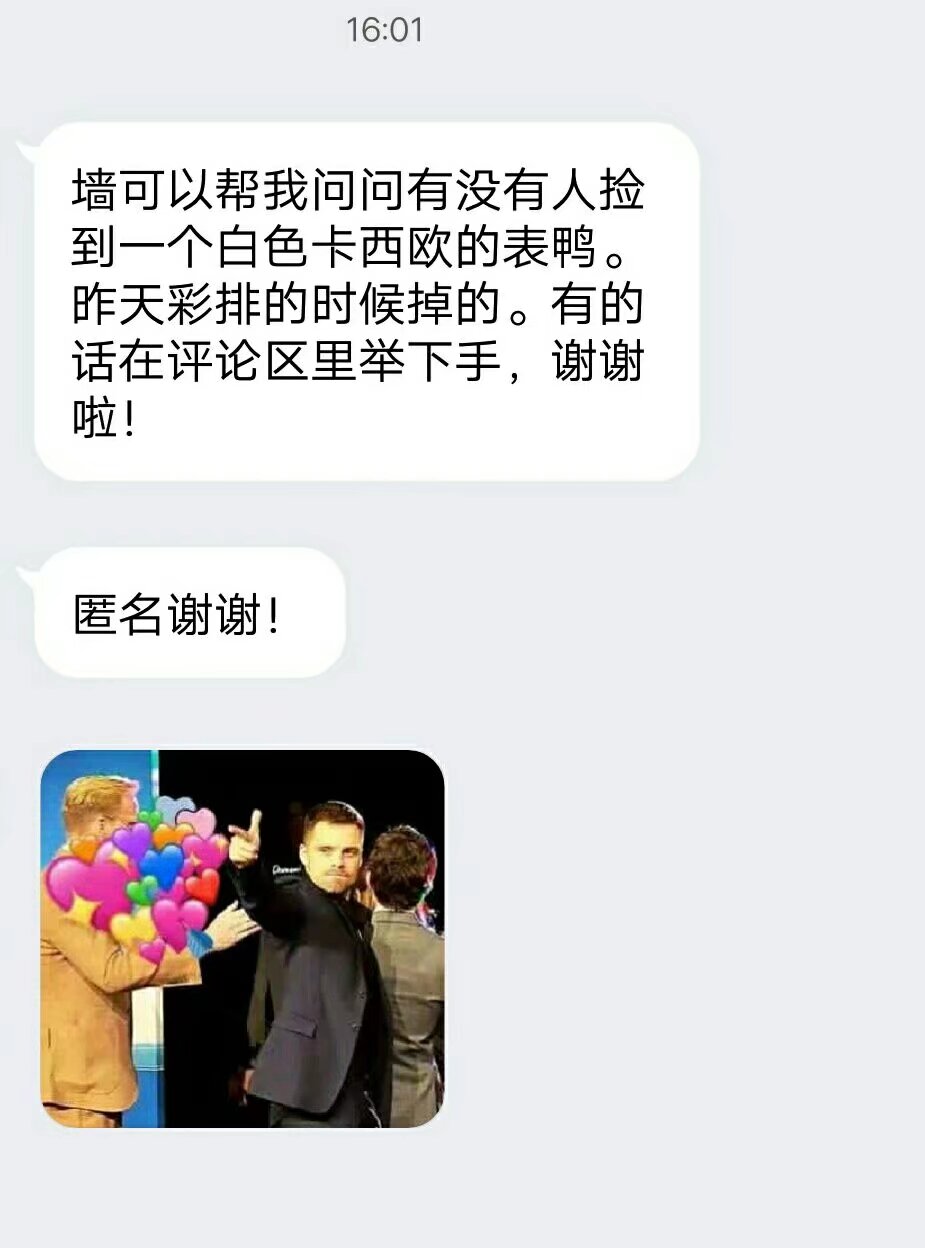 16:01
墙可以帮我问问有没有人捡
到一个白色卡西欧的表鸭。
昨天彩排的时候掉的。有的
话在评论区里举下手，谢谢
啦！
匿名谢谢！